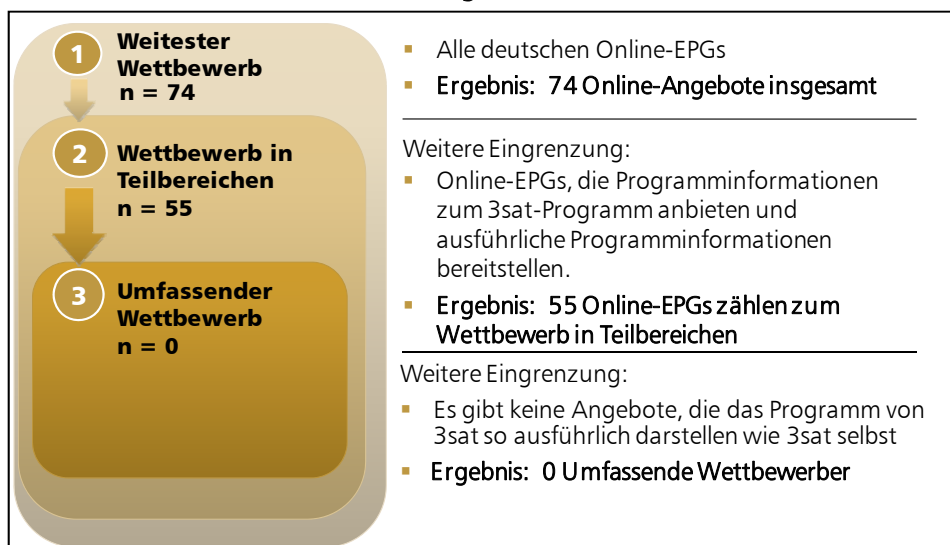 1
Weitester
Wettbewerb
n = 74
▪ Alle deutschen Online-EPGs
▪ Ergebnis: 74 Online-Angebote insgesamt
2
Wettbewerb in
Teilbereichen
n = 55
Weitere Eingrenzung:
▪ Online-EPGs, die Programminformationen
zum 3sat-Programm anbieten und
ausführliche Programminformationen
bereitstellen.
▪ Ergebnis: 55 Online-EPGs zählen zum
Wettbewerb in Teilbereichen
3
Umfassender
Wettbewerb
n = 0
Weitere Eingrenzung:
▪ Es gibt keine Angebote, die das Programm von
3sat so ausführlich darstellen wie 3sat selbst
▪ Ergebnis: 0 Umfassende Wettbewerber